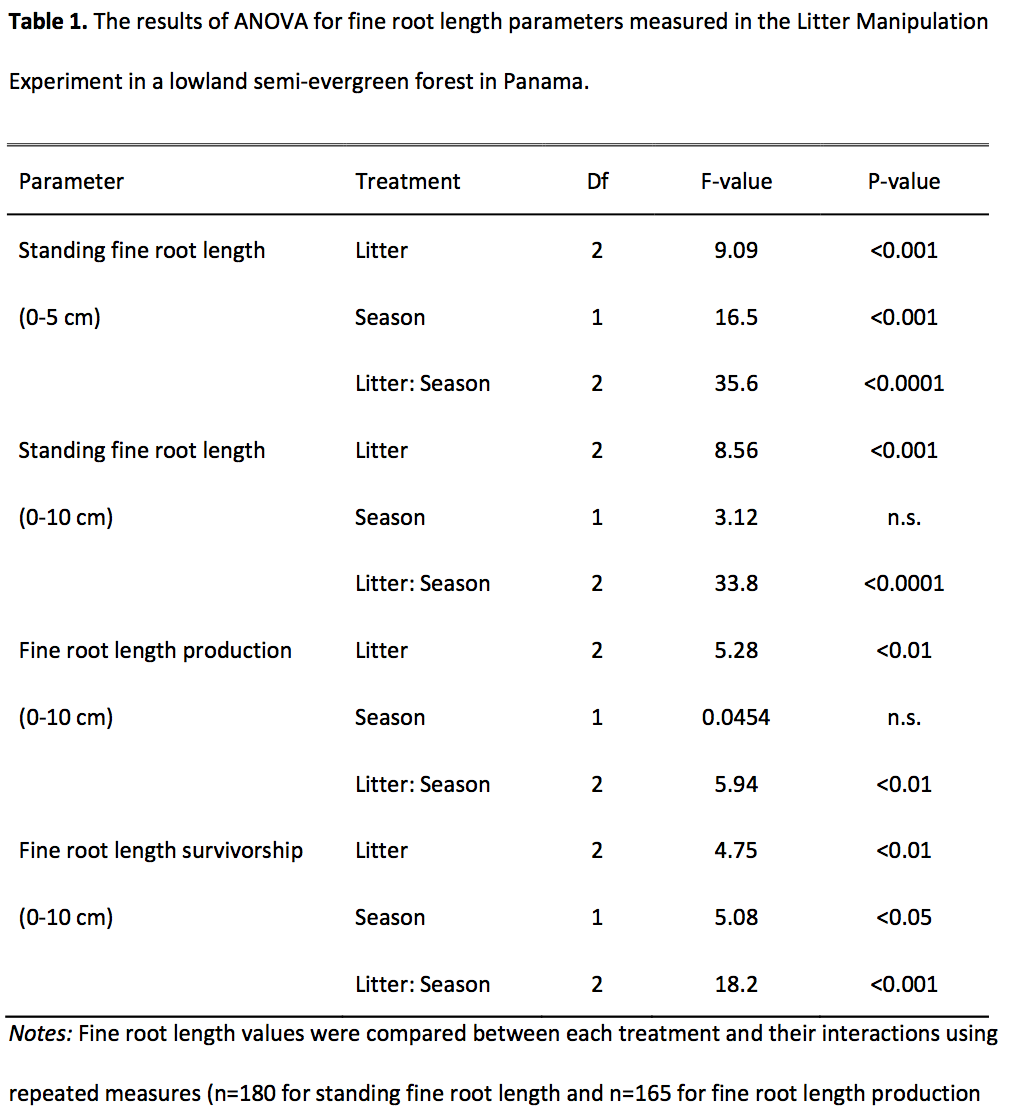 Table 1. The results of ANOVA for fine root length parameters measured in the Litter Manipulation
Experiment in a lowland semi-evergreen forest in Panama.
Parameter Treatment Df F-value P-value
Standing fine root length Litter 2 9.09 <0.001
(0-5 cm) Season 1 16.5 <0.001
Litter: Season 2 35.6 <0.0001
Standing fine root length Litter 2 8.56 <0.001
(0-10 cm) Season 1 3.12 n.s.
Litter: Season 2 33.8 <0.0001
Fine root length production Litter 2 5.28 <0.01
(0-10 cm) Season 1 0.0454 n.s.
Litter: Season 2 5.94 <0.01
Fine root length survivorship Litter 2 4.75 <0.01
(0-10 cm) Season 1 5.08 <0.05
Litter: Season 2 18.2 <0.001
Notes: Fine root length values were compared between each treatment and their interactions using
repeated measures (n=180 for standing fine root length and n=165 for fine root length production